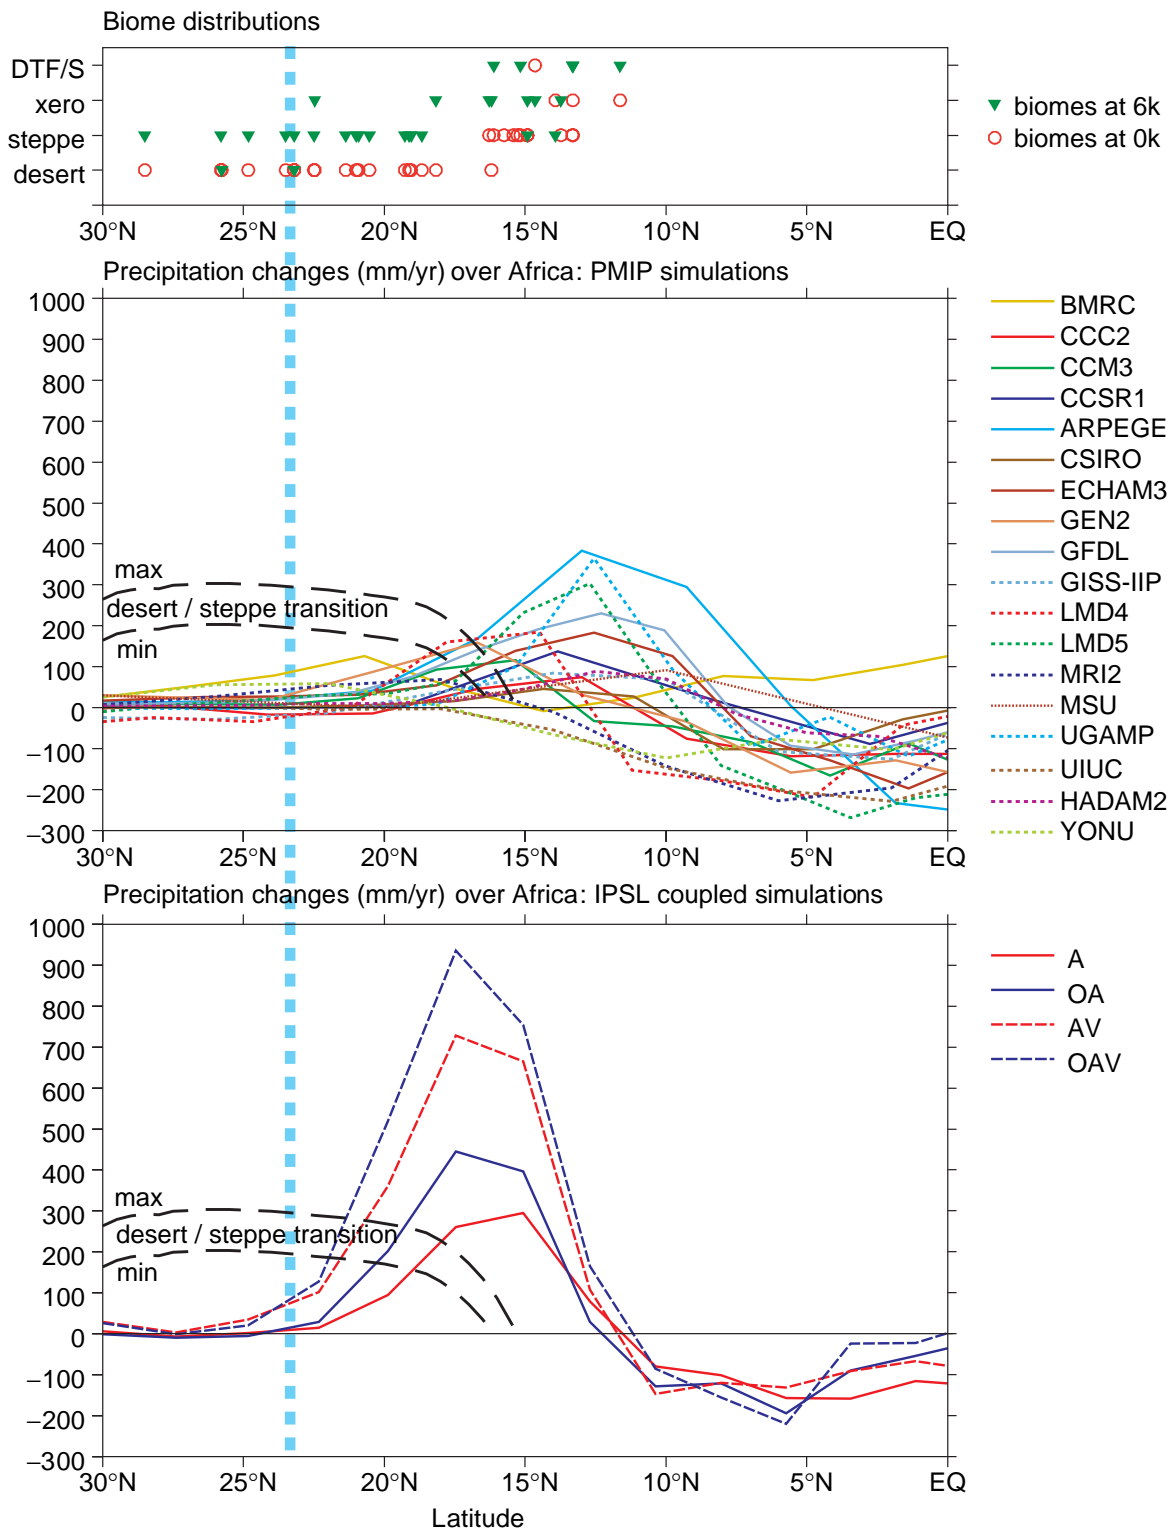 Biome distributions
DTF/S
xero
steppe
desert
biomes at 6k
biomes at 0k
30°N 25°N 20°N 15°N 10°N 5°N EQ
Precipitation changes (mm/yr) over Africa: PMIP simulations
1000
900
800
700
600
500
400
300
200
100
0
−100
−200
−300
max
desert / steppe transition
min
30°N 25°N 20°N 15°N 10°N 5°N EQ
BMRC
CCC2
CCM3
CCSR1
ARPEGE
CSIRO
ECHAM3
GEN2
GFDL
GISS-IIP
LMD4
LMD5
MRI2
MSU
UGAMP
UIUC
HADAM2
YONU
Precipitation changes (mm/yr) over Africa: IPSL coupled simulations
1000
900
800
700
600
500
400
300
200
100
0
−100
−200
−300
max
desert / steppe transition
min
A
OA
AV
OAV
30°N 25°N 20°N 15°N 10°N 5°N EQ
Latitude